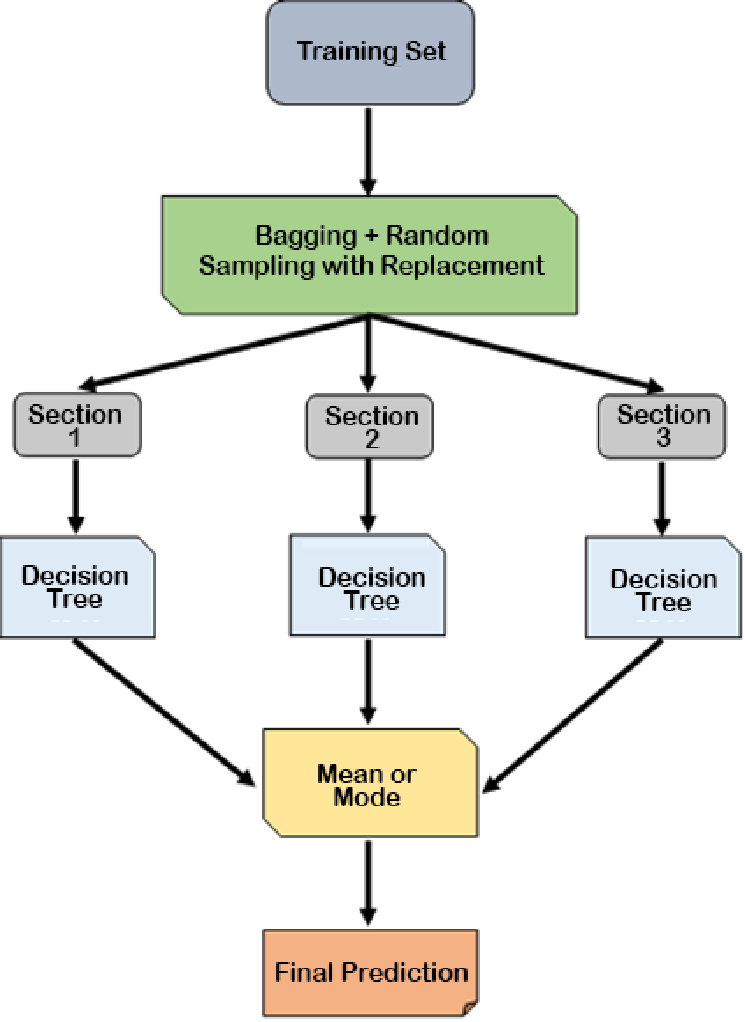 Training Set
Bagging + Random
Sampling with Replacement
Section
1
Section
2
Section
3
Decision
Tree
Decision
Tree
Decision
Tree
Mean or
Mode
Final Prediction